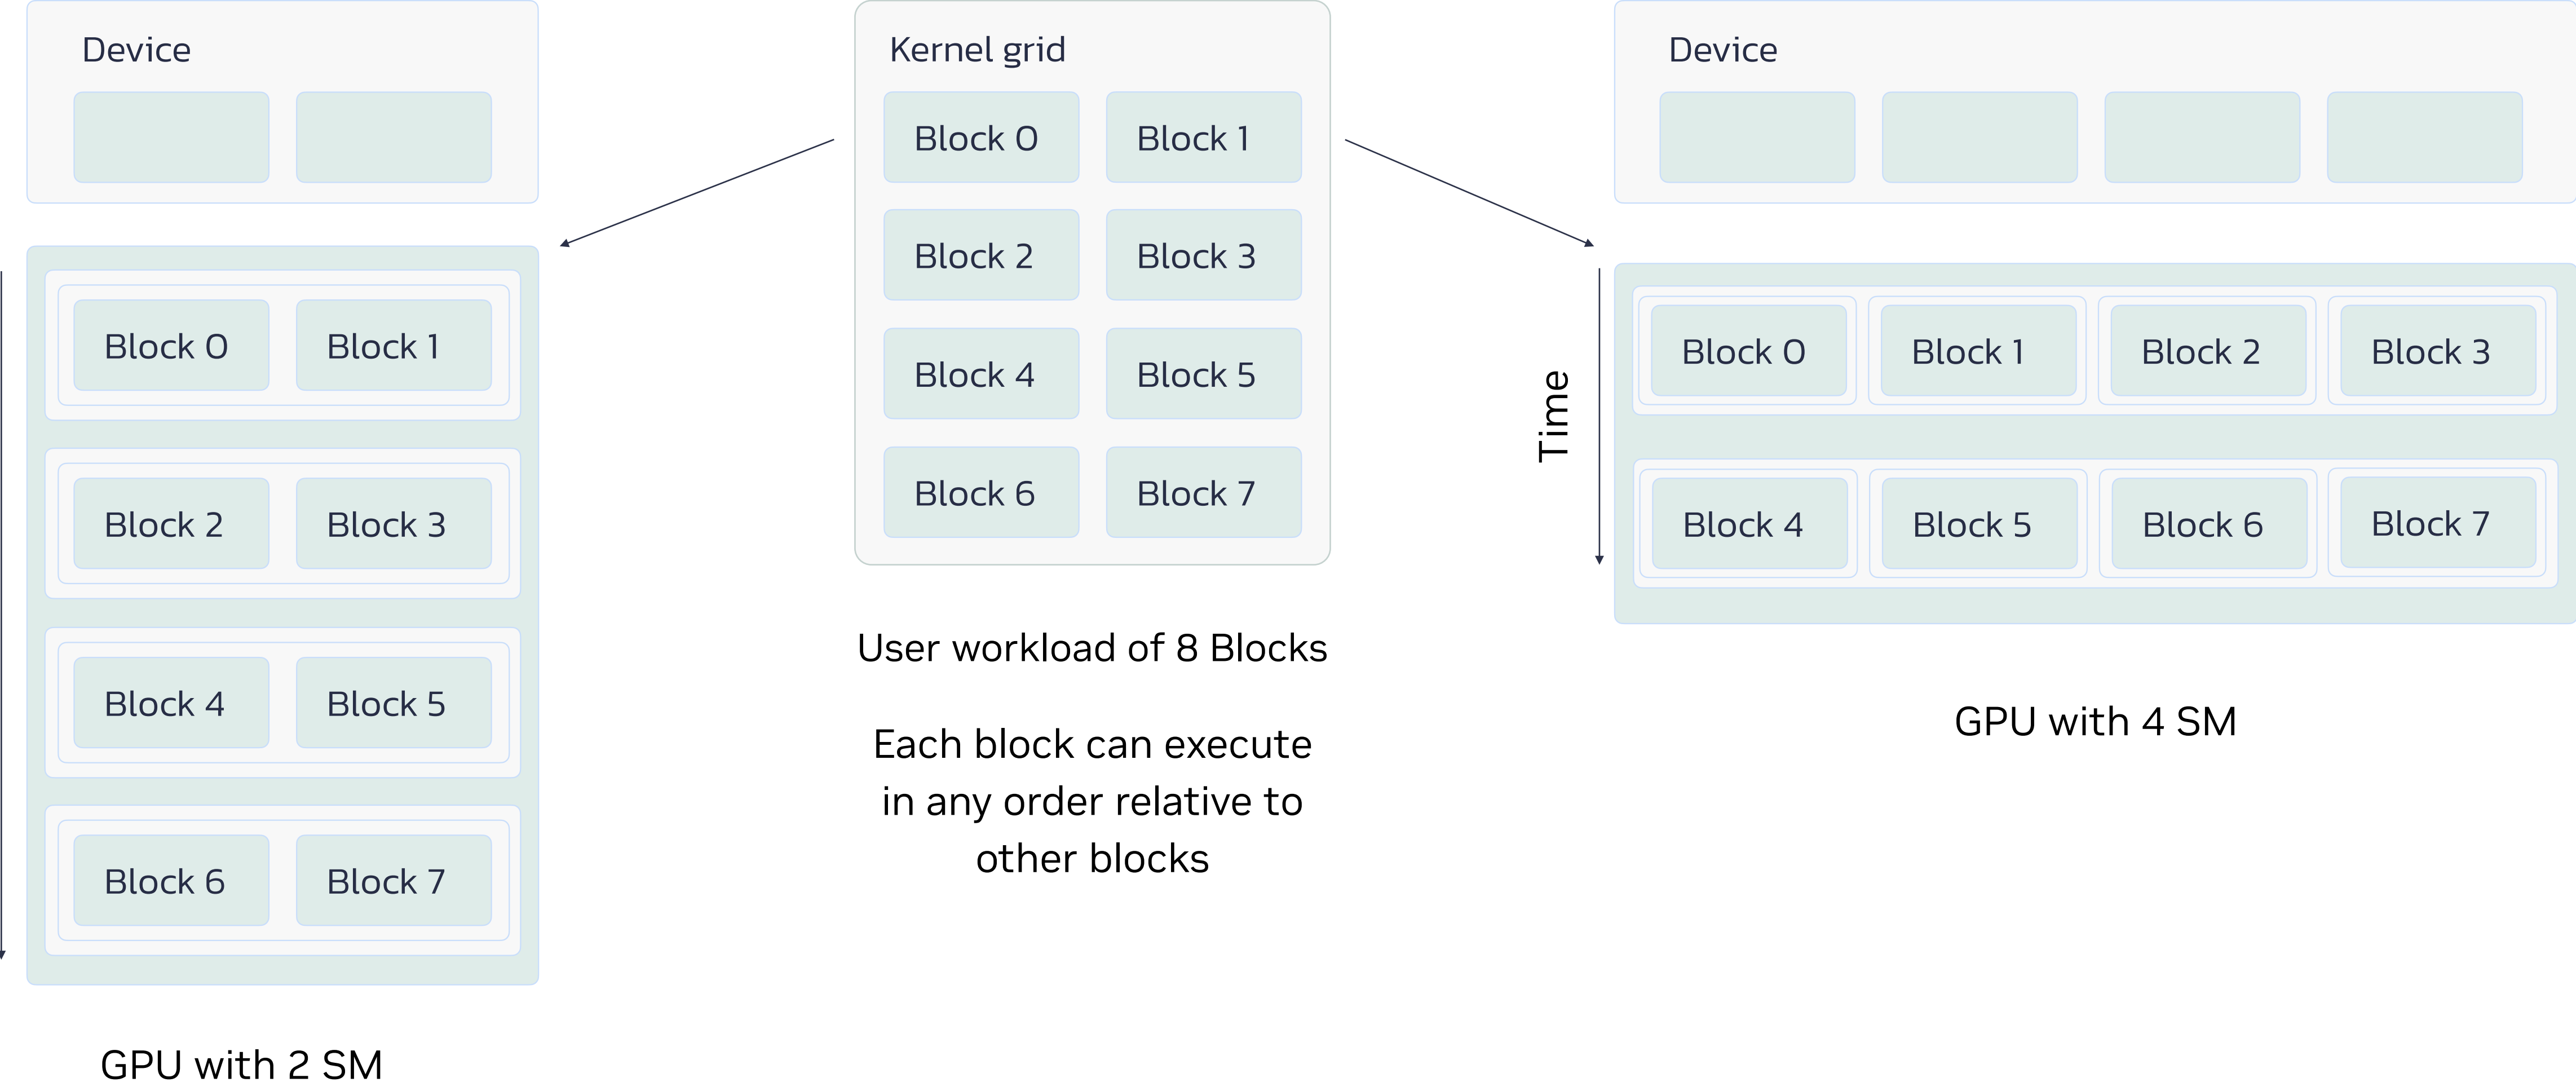 Device
Block 0
Block 1
Block 2
Block 3
Block 4
Block 5
Block 6
Block 7
GPU with 2 SM
Kernel grid
Block 0
Block 1
Block 2
Block 3
Block 4
Block 5
Block 6
Block 7
User workload of 8 Blocks
Each block can execute
in any order relative to
other blocks
Device
Time
Block 0
Block 1
Block 2
Block 3
Block 4
Block 5
Block 6
Block 7
GPU with 4 SM